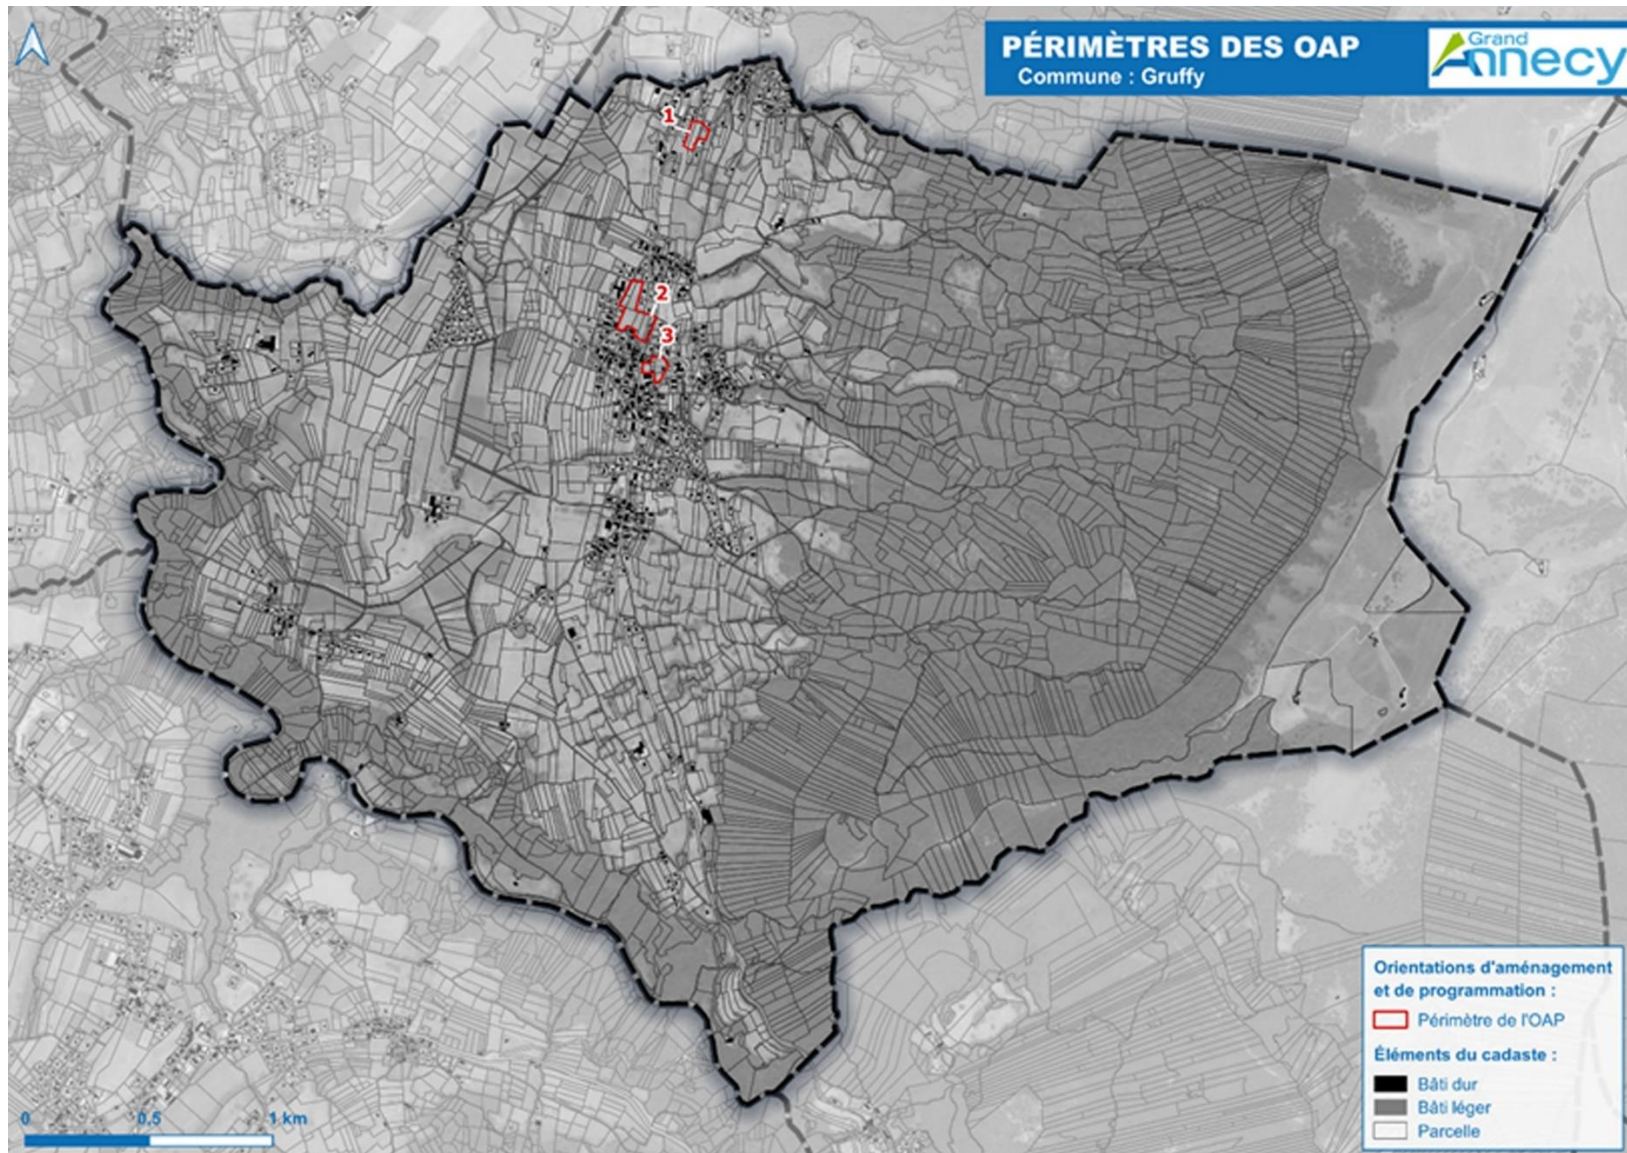 PÉRIMÈTRES DES OAP
Commune : Gruffy
Grand
Annecy
1
2
3
Orientations d'aménagement
et de programmation :
Périmètre de l'OAP
Éléments du cadaste :
Bâti dur
Bâti léger
Parcelle
0 0,5 1 km